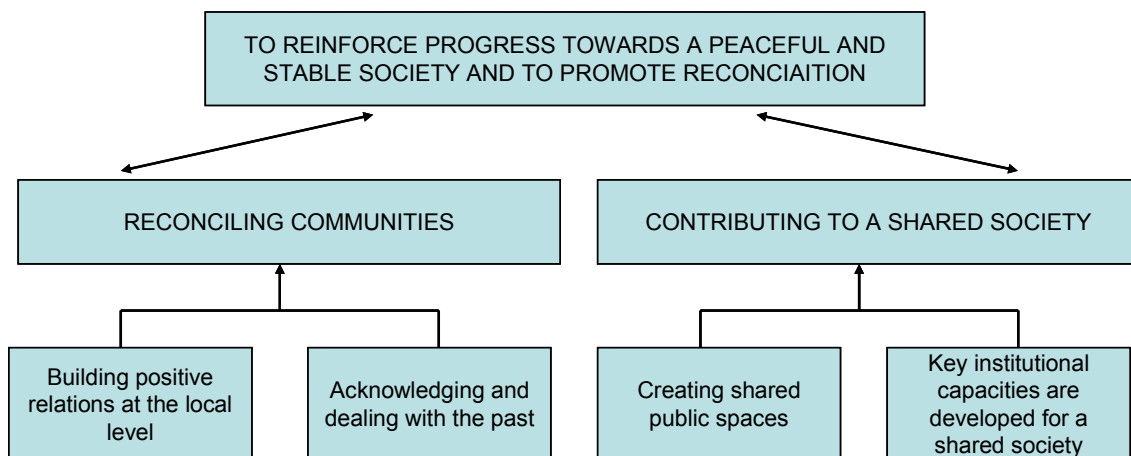 TO REINFORCE PROGRESS TOWARDS A PEACEFUL AND
STABLE SOCIETY AND TO PROMOTE RECONCIAITION
RECONCILING COMMUNITIES
CONTRIBUTING TO A SHARED SOCIETY
Building positive
relations at the local
level
Acknowledging and
dealing with the past
Creating shared
public spaces
Key institutional
capacities are
developed for a
shared society